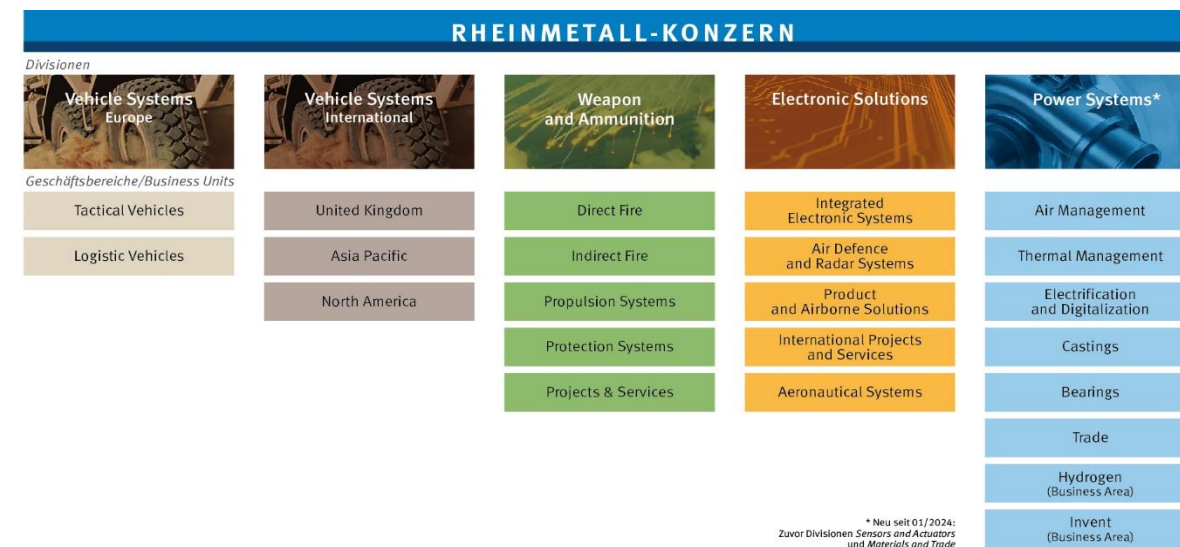 RHEINMETALL-KONZERN
Divisionen
Vehicle Systems
Europe
Vehicle Systems
International
Weapon
and Ammunition
Electronic Solutions
Power Systems*
Geschäftsbereiche/Business Units
Tactical Vehicles
Logistic Vehicles
United Kingdom
Asia Pacific
North America
Direct Fire
Indirect Fire
Propulsion Systems
Protection Systems
Projects & Services
Integrated
Electronic Systems
Air Defence
and Radar Systems
Product
and Airborne Solutions
International Projects
and Services
Aeronautical Systems
Air Management
Thermal Management
Electrification
and Digitalization
Castings
Bearings
Trade
Hydrogen
(Business Area)
Invent
(Business Area)
* Neu seit 01/2024:
Zuvor Divisionen Sensors and Actuators
und Materials and Trade